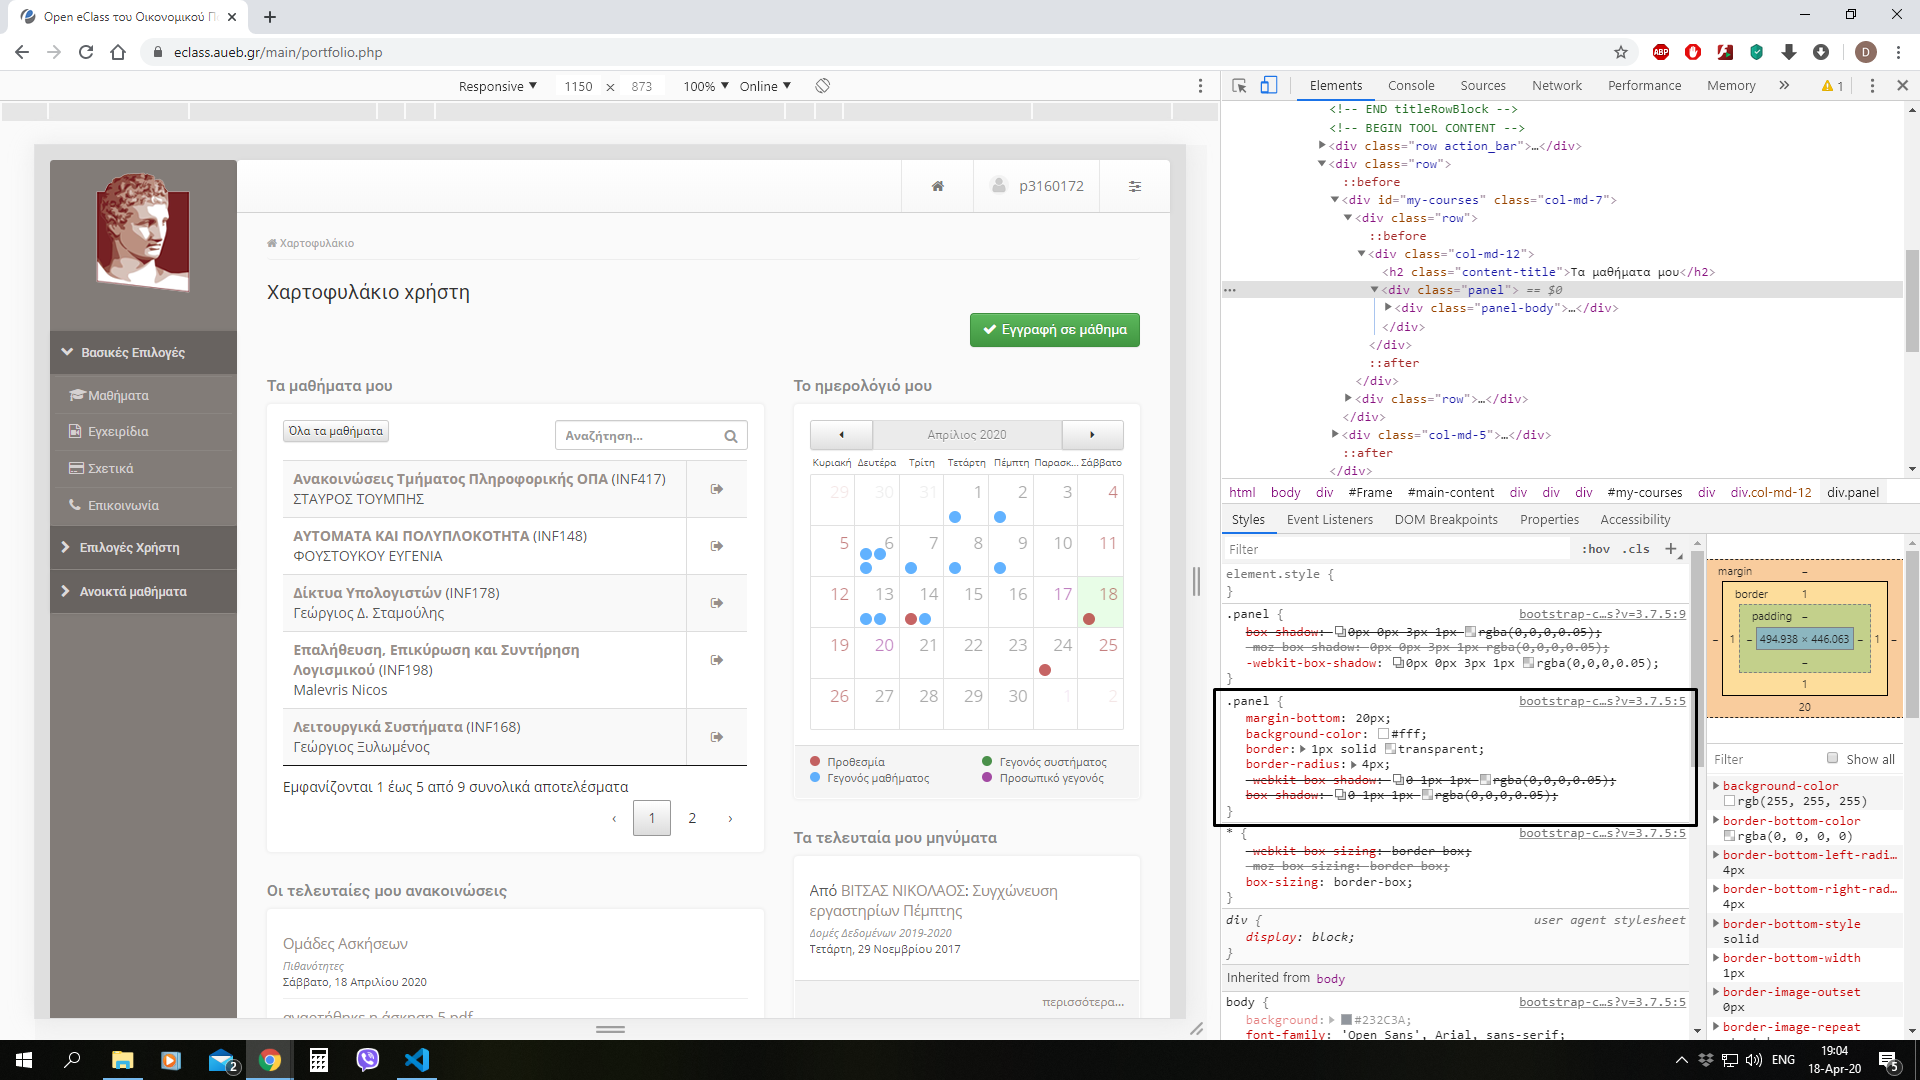 Open eClass του Οικονομικού Π
eclass.aueb.gr/main/portfolio.php
ABP
D
Responsive ▼ 1150 × 873 100% ▼ Online ▼
p3160172
Χαρτοφυλάκιο
Χαρτοφυλάκιο χρήστη
Εγγραφή σε μάθημα
Βασικές Επιλογές
Μαθήματα
Εγχειρίδια
Σχετικά
Επικοινωνία
Επιλογές Χρήστη
Ανοικτά μαθήματα
Τα μαθήματα μου
Όλα τα μαθήματα
Αναζήτηση...
Ανακοινώσεις Τμήματος Πληροφορικής ΟΠΑ (INF417)
ΣΤΑΥΡΟΣ ΤΟΥΜΠΗΣ
ΑΥΤΟΜΑΤΑ ΚΑΙ ΠΟΛΥΠΛΟΚΟΤΗΤΑ (INF148)
ΦΟΥΣΤΟΥΚΟΥ ΕΥΓΕΝΙΑ
Δίκτυα Υπολογιστών (INF178)
Γεώργιος Δ. Σταμούλης
Επαλήθευση, Επικύρωση και Συντήρηση
Λογισμικού (INF198)
Malevris Nicos
Λειτουργικά Συστήματα (INF168)
Γεώργιος Ξυλωμένος
Εμφανίζονται 1 έως 5 από 9 συνολικά αποτελέσματα
‹ 1 2 ›
Οι τελευταίες μου ανακοινώσεις
Ομάδες Ασκήσεων
Πιθανότητες
Σάββατο, 18 Απριλίου 2020
αναρτήθηκε η άσκηση 5.pdf
Το ημερολόγιό μου
Απρίλιος 2020
Κυριακή Δευτέρα Τρίτη Τετάρτη Πέμπτη Παρασκ... Σάββατο
29 30 31 1 2 3 4
5 6 7 8 9 10 11
12 13 14 15 16 17 18
19 20 21 22 23 24 25
26 27 28 29 30 1 2
Προθεσμία Γεγονός συστήματος
Γεγονός μαθήματος Προσωπικό γεγονός
Τα τελευταία μου μηνύματα
Από ΒΙΤΣΑΣ ΝΙΚΟΛΑΟΣ: Συγχώνευση
εργαστηρίων Πέμπτης
Δομές Δεδομένων 2019-2020
Τετάρτη, 29 Νοεμβρίου 2017
περισσότερα...
Elements Console Sources Network Performance Memory » 1
<!-- END titleRowBlock -->
<!-- BEGIN TOOL CONTENT -->
<div class="row action_bar">…</div>
<div class="row">
::before
<div id="my-courses" class="col-md-7">
<div class="row">
::before
<div class="col-md-12">
<h2 class="content-title">Τα μαθήματα μου</h2>
<div class="panel"> == $0
<div class="panel-body">…</div>
</div>
</div>
::after
</div>
<div class="row">…</div>
</div>
<div class="col-md-5">…</div>
::after
</div>
html body div #Frame #main-content div div div #my-courses div div.col-md-12 div.panel
Styles Event Listeners DOM Breakpoints Properties Accessibility
Filter :hov .cls +
element.style {
}
.panel { bootstrap-c…s?v=3.7.5:9
box-shadow: 0px 0px 3px 1px rgba(0,0,0,0.05);
-moz-box-shadow: 0px 0px 3px 1px rgba(0,0,0,0.05);
-webkit-box-shadow: 0px 0px 3px 1px rgba(0,0,0,0.05);
}
.panel { bootstrap-c…s?v=3.7.5:5
margin-bottom: 20px;
background-color: #fff;
border: 1px solid transparent;
border-radius: 4px;
-webkit-box-shadow: 0 1px 1px rgba(0,0,0,0.05);
box-shadow: 0 1px 1px rgba(0,0,0,0.05);
}
* { bootstrap-c…s?v=3.7.5:5
-webkit-box-sizing: border-box;
-moz-box-sizing: border-box;
box-sizing: border-box;
}
div { user agent stylesheet
display: block;
}
Inherited from body
body { bootstrap-c…s?v=3.7.5:5
background: #232C3A;
font-family: 'Open Sans', Arial, sans-serif;
margin –
border 1
padding –
– 1 – 494.938 × 446.063 – 1 –
–
1
20
Filter Show all
background-color
rgb(255, 255, 255)
border-bottom-color
rgba(0, 0, 0, 0)
border-bottom-left-radi…
4px
border-bottom-right-rad…
4px
border-bottom-style
solid
border-bottom-width
1px
border-image-outset
0px
border-image-repeat
2
ENG
19:04
18-Apr-20
5